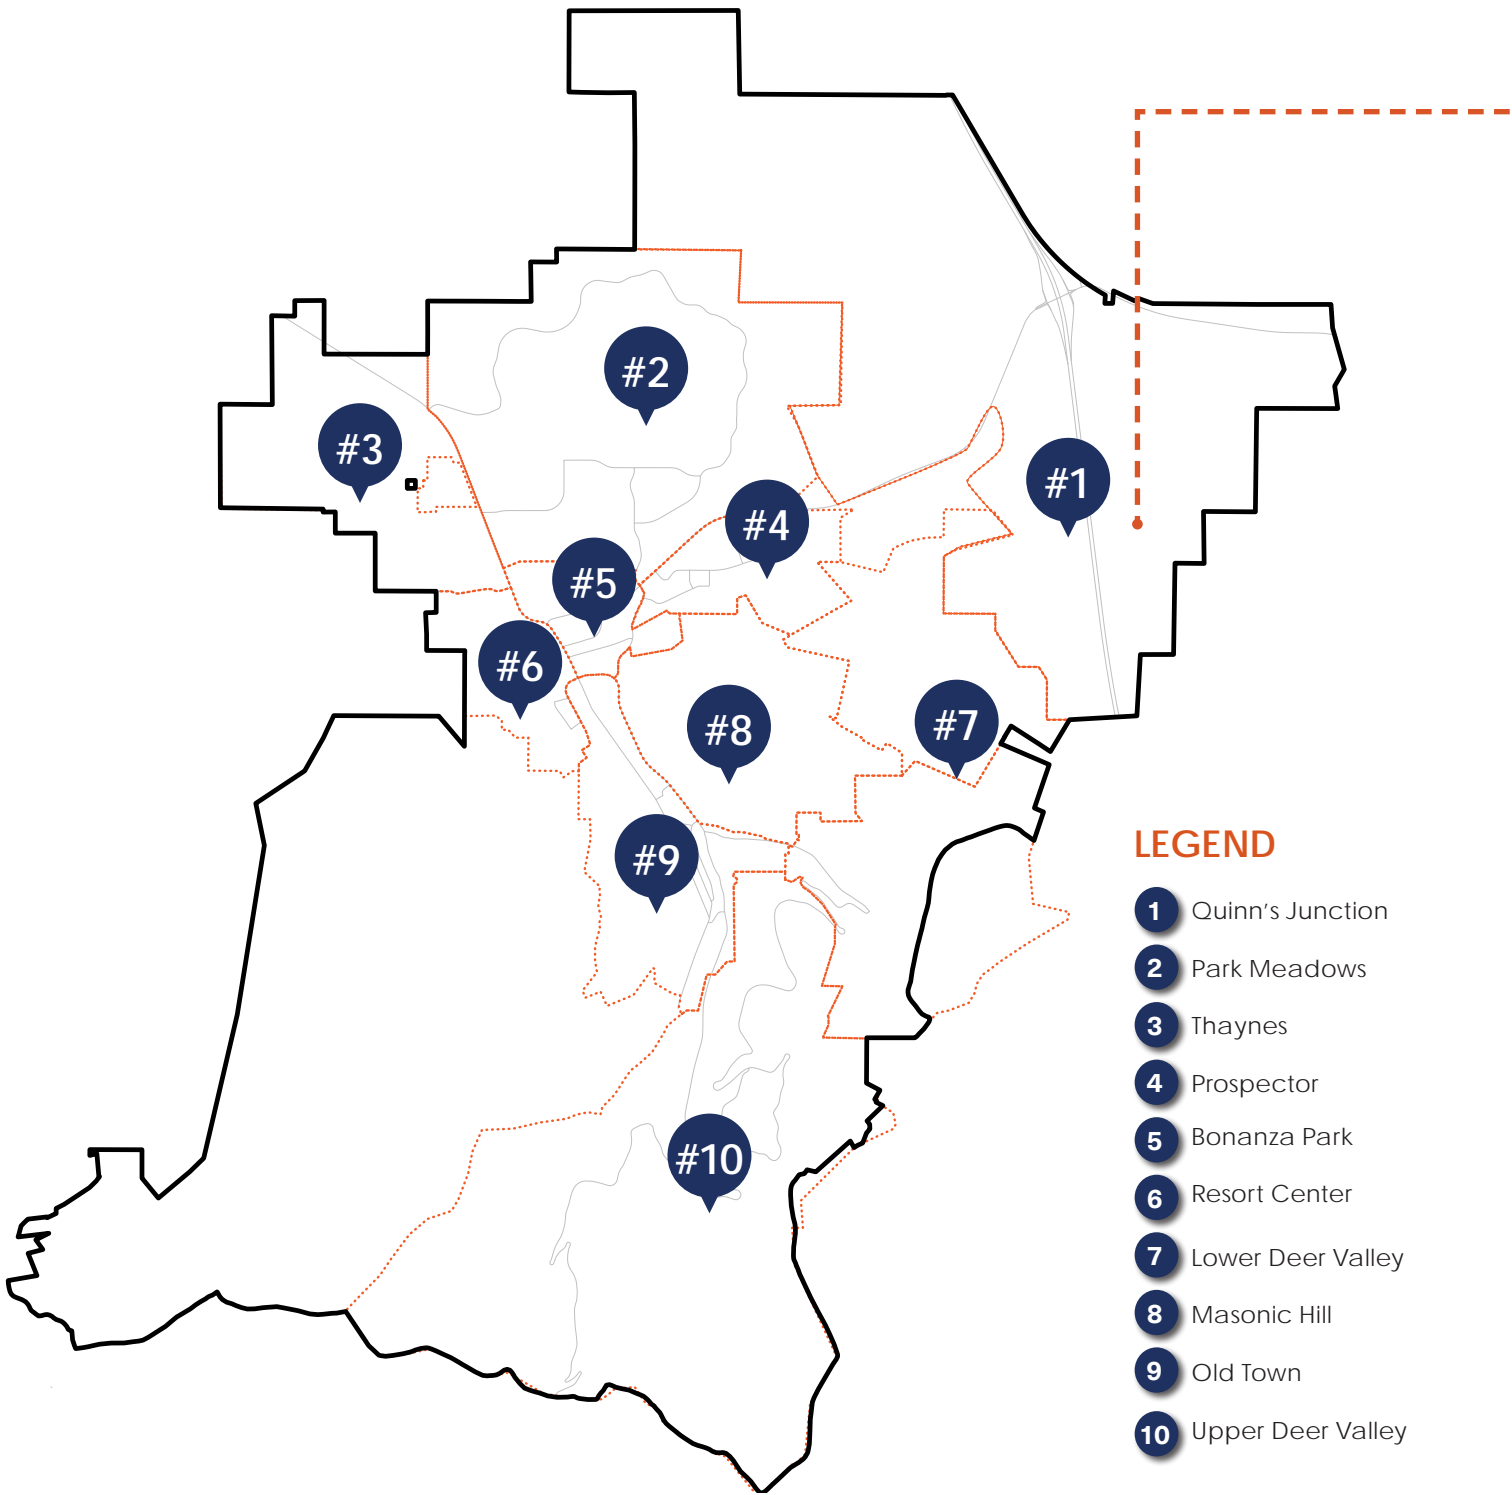 #2
#3
#1
#4
#5
#6
#7
#8
#9
#10
LEGEND
1 Quinn's Junction
2 Park Meadows
3 Thaynes
4 Prospector
5 Bonanza Park
6 Resort Center
7 Lower Deer Valley
8 Masonic Hill
9 Old Town
10 Upper Deer Valley